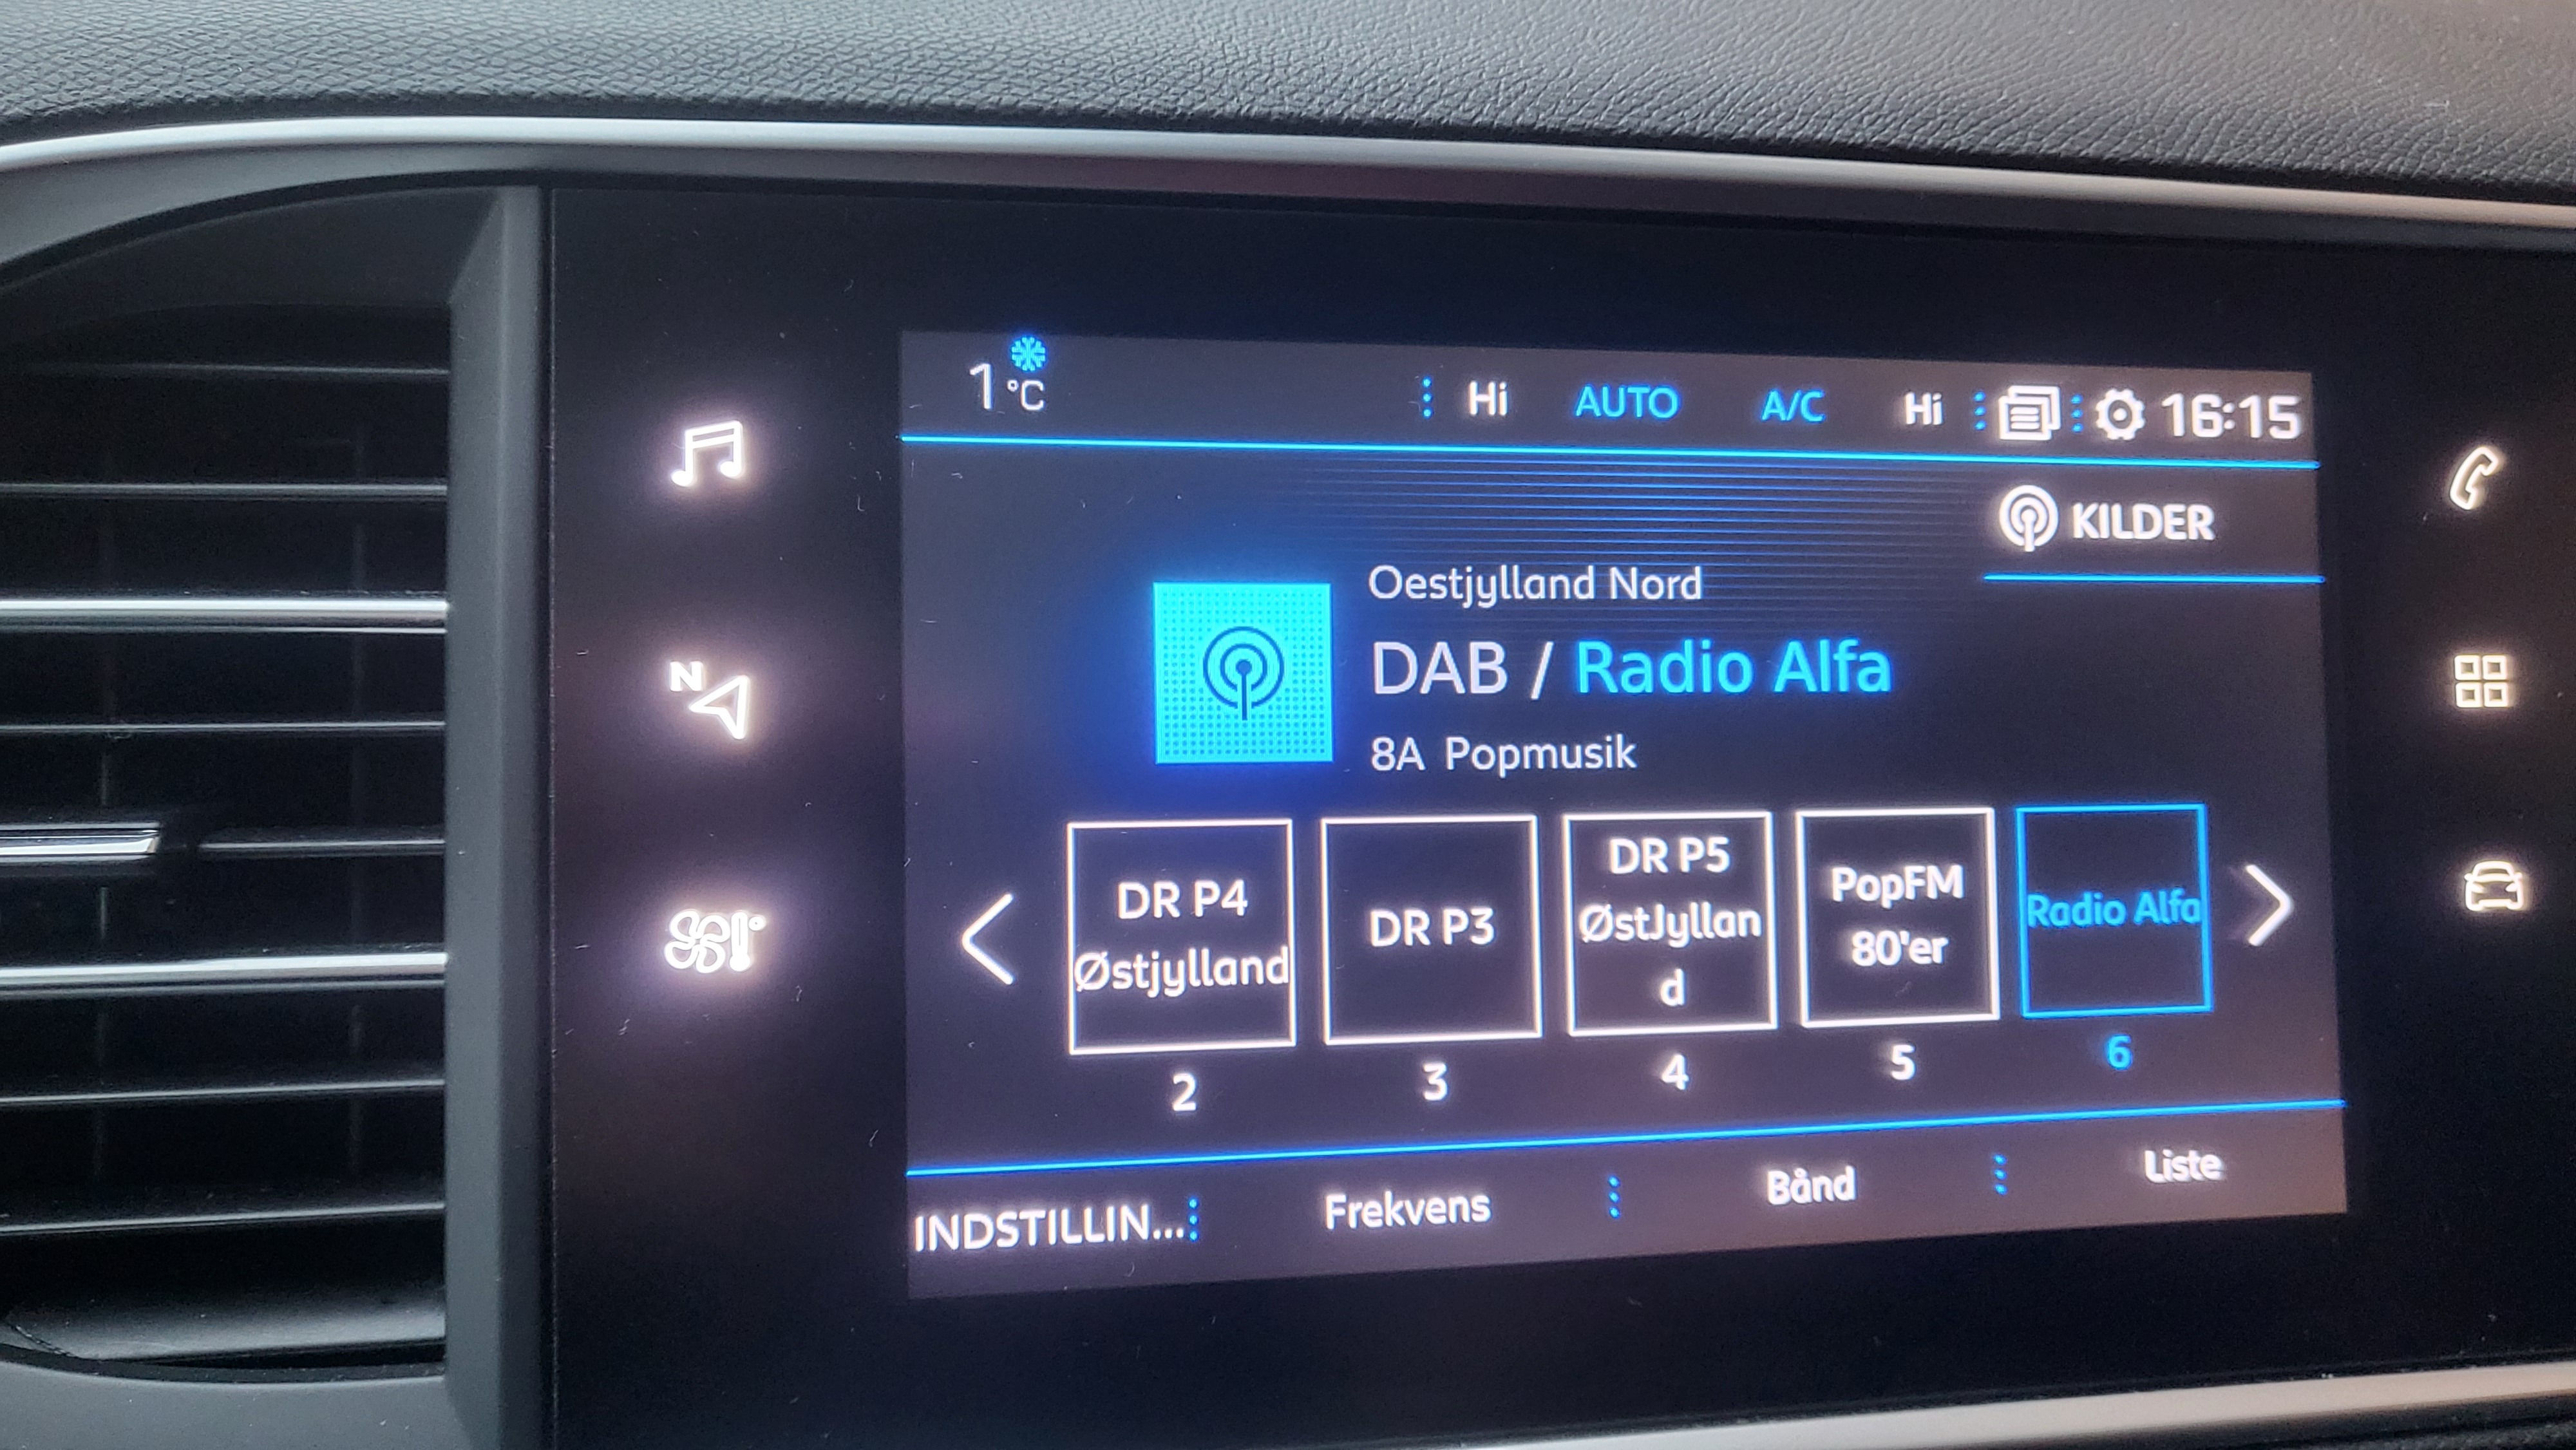 1 °C Hi AUTO A/C Hi 16:15
KILDER
Oestjylland Nord
DAB / Radio Alfa
8A Popmusik
N
DR P4
Østjylland
2
DR P3
3
DR P5
ØstJyllan
d
4
PopFM
80'er
5
Radio Alfa
6
INDSTILLIN... Frekvens Bånd Liste